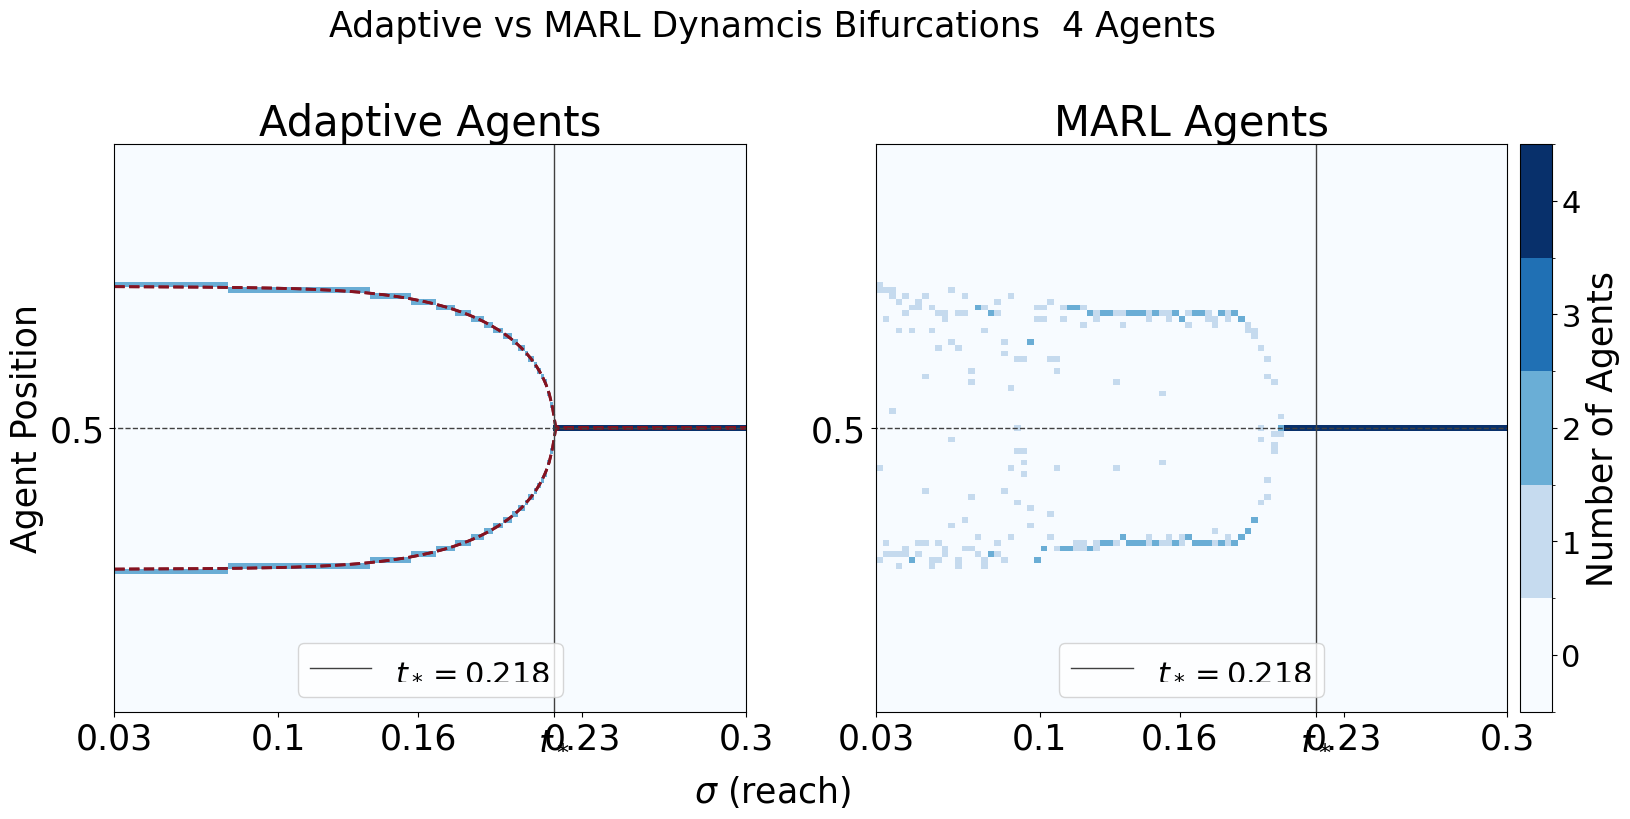 Adaptive vs MARL Dynamcis Bifurcations  4 Agents
Adaptive Agents
MARL Agents
Agent Position
0.5
0.5
t* = 0.218
t* = 0.218
0.03 0.1 0.16 t* 0.23 0.3
0.03 0.1 0.16 t* 0.23 0.3
σ (reach)
4
3
2
1
0
Number of Agents